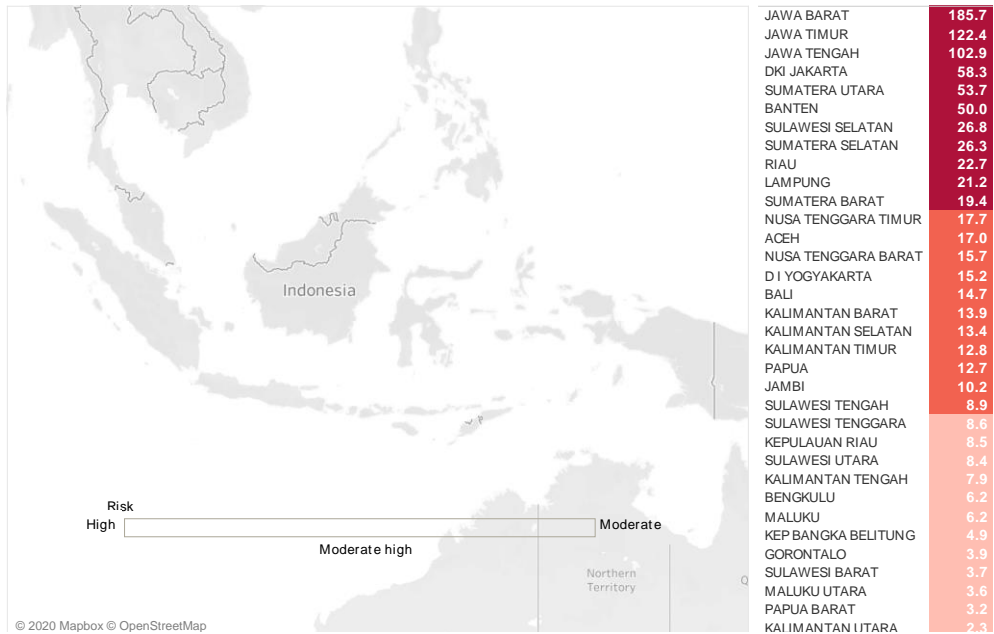 Indonesia
Risk
High
Moderate
Moderate high
Northern
Territory
Q
© 2020 Mapbox © OpenStreetMap
JAWA BARAT 185.7
JAWA TIMUR 122.4
JAWA TENGAH 102.9
DKI JAKARTA 58.3
SUMATERA UTARA 53.7
BANTEN 50.0
SULAWESI SELATAN 26.8
SUMATERA SELATAN 26.3
RIAU 22.7
LAMPUNG 21.2
SUMATERA BARAT 19.4
NUSA TENGGARA TIMUR 17.7
ACEH 17.0
NUSA TENGGARA BARAT 15.7
D I YOGYAKARTA 15.2
BALI 14.7
KALIMANTAN BARAT 13.9
KALIMANTAN SELATAN 13.4
KALIMANTAN TIMUR 12.8
PAPUA 12.7
JAMBI 10.2
SULAWESI TENGAH 8.9
SULAWESI TENGGARA 8.6
KEPULAUAN RIAU 8.5
SULAWESI UTARA 8.4
KALIMANTAN TENGAH 7.9
BENGKULU 6.2
MALUKU 6.2
KEP BANGKA BELITUNG 4.9
GORONTALO 3.9
SULAWESI BARAT 3.7
MALUKU UTARA 3.6
PAPUA BARAT 3.2
KALIMANTAN UTARA 2.3